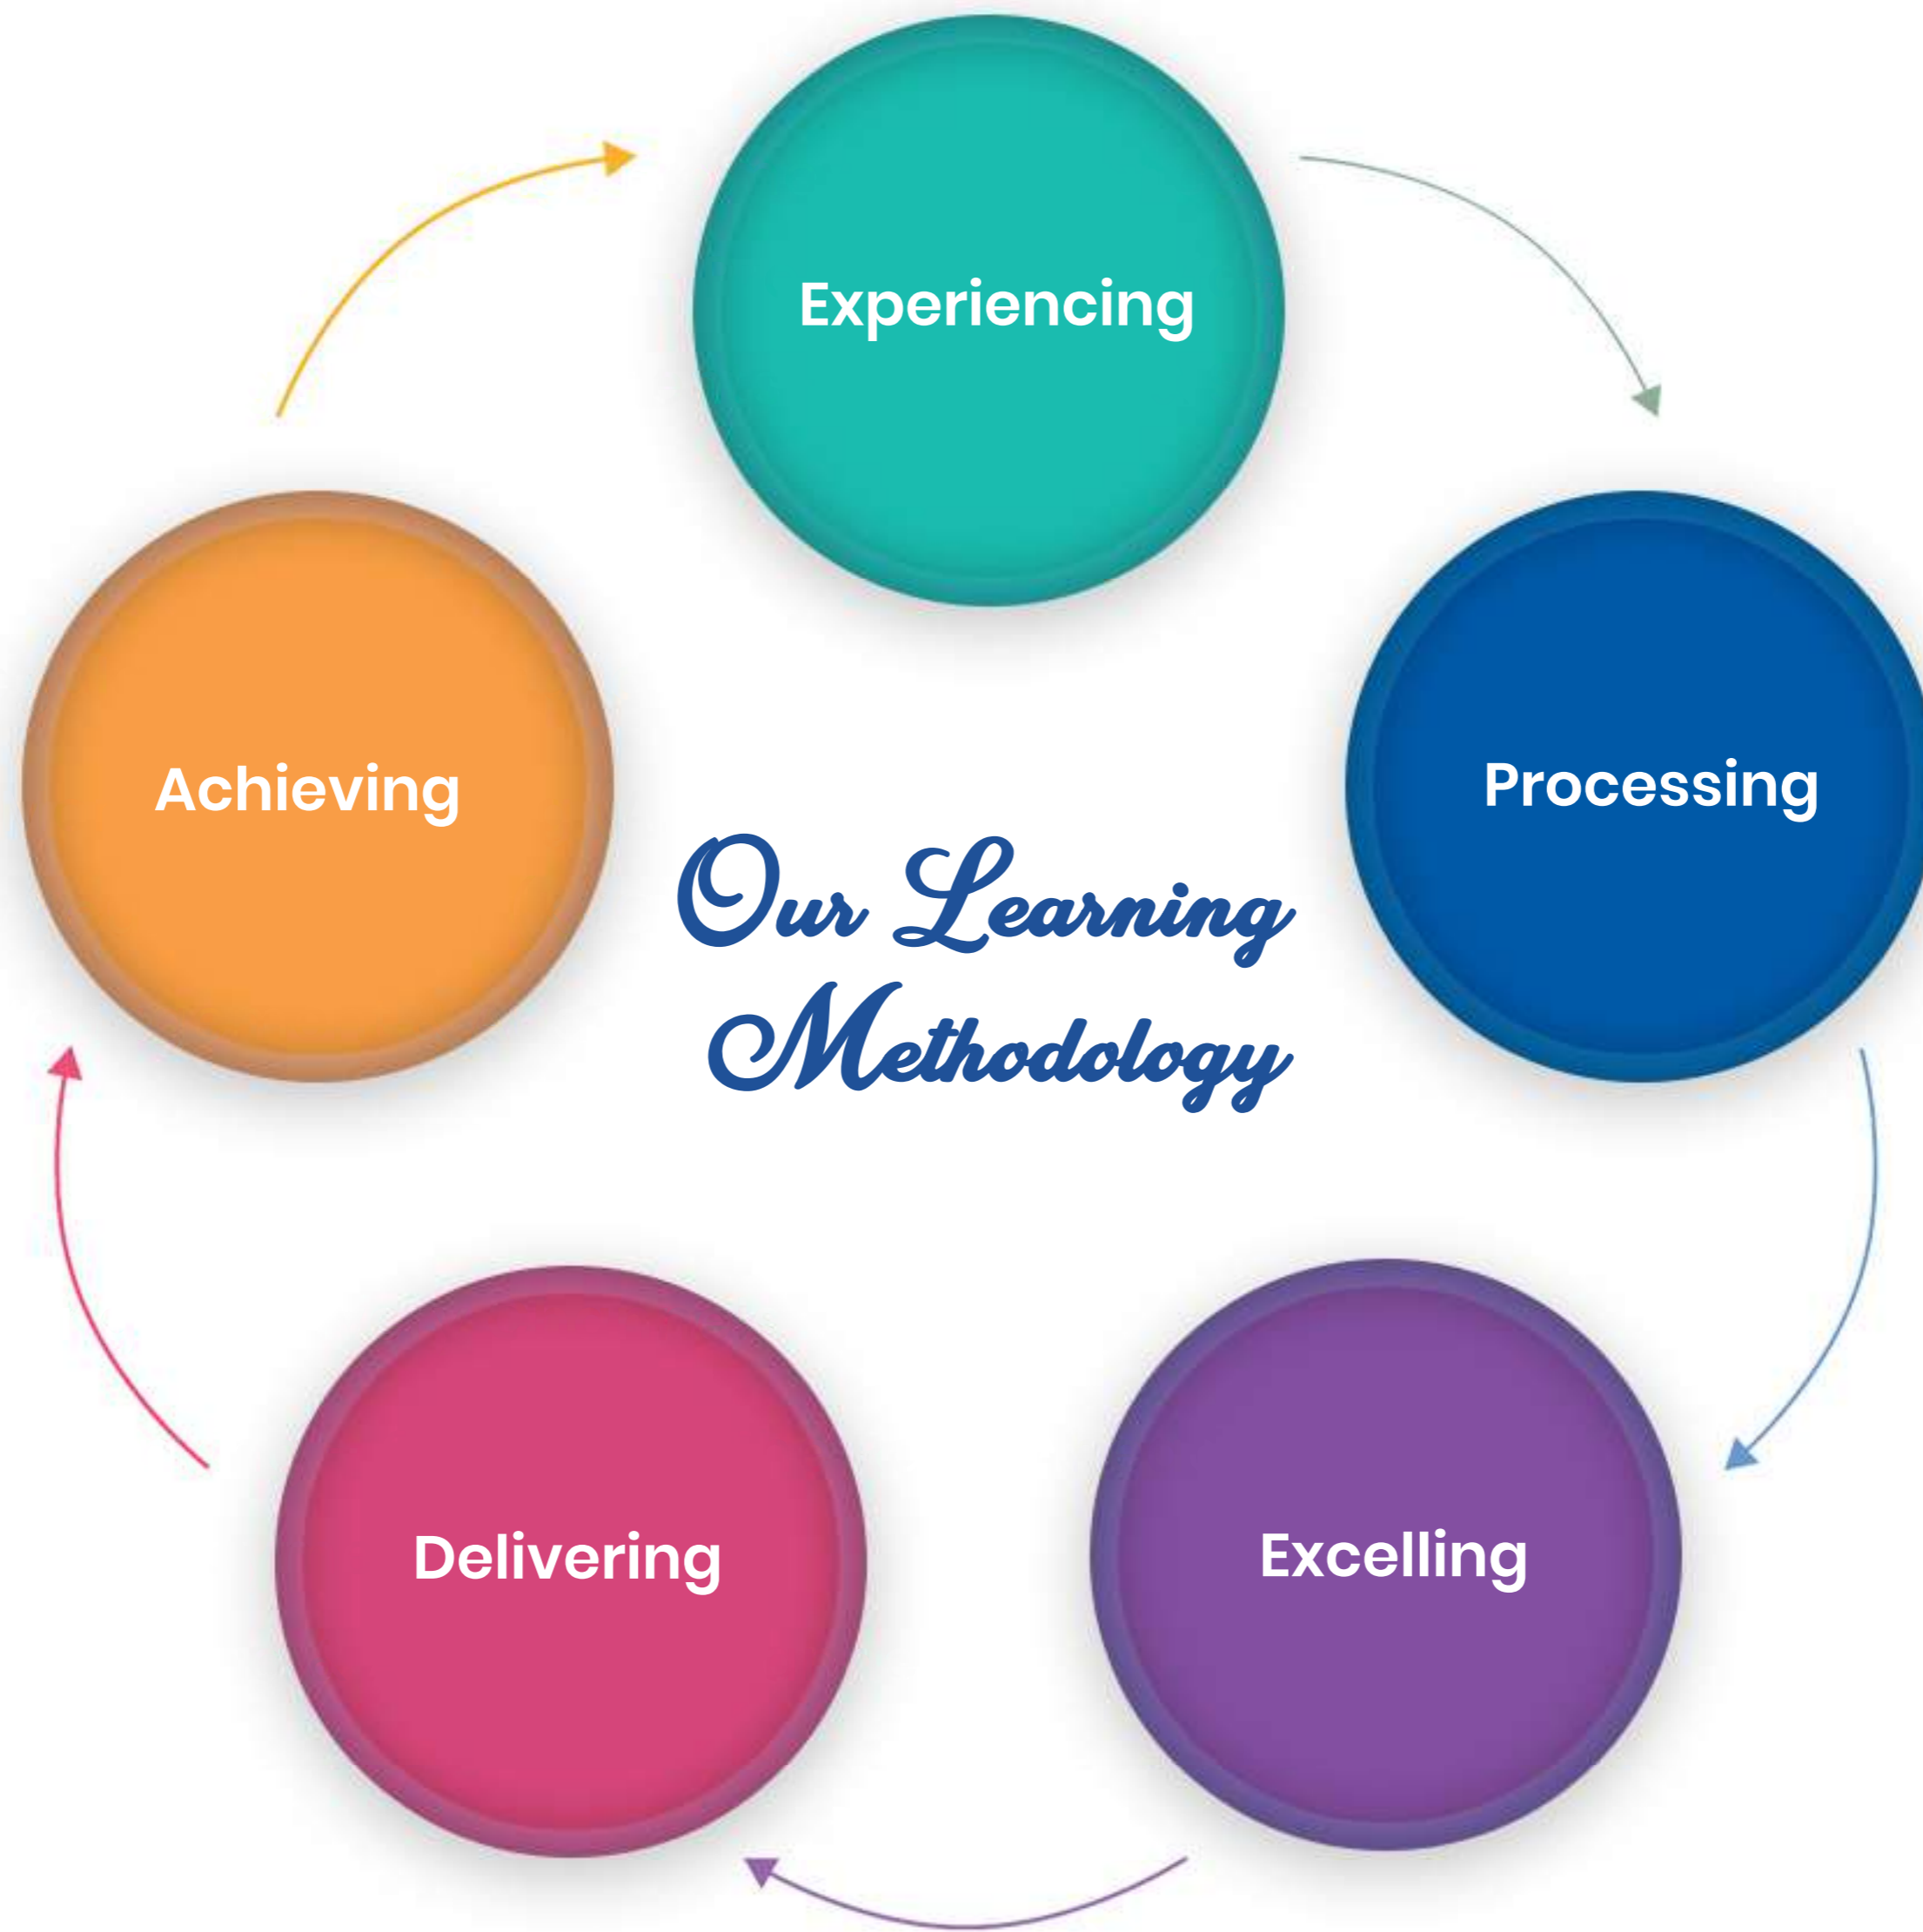 Experiencing
Achieving
Processing
Our Learning
Methodology
Delivering
Excelling